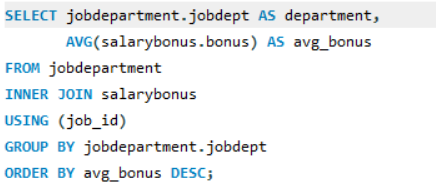 SELECT jobdepartment.jobdept AS department,
       AVG(salarybonus.bonus) AS avg_bonus
FROM jobdepartment
INNER JOIN salarybonus
USING (job_id)
GROUP BY jobdepartment.jobdept
ORDER BY avg_bonus DESC;